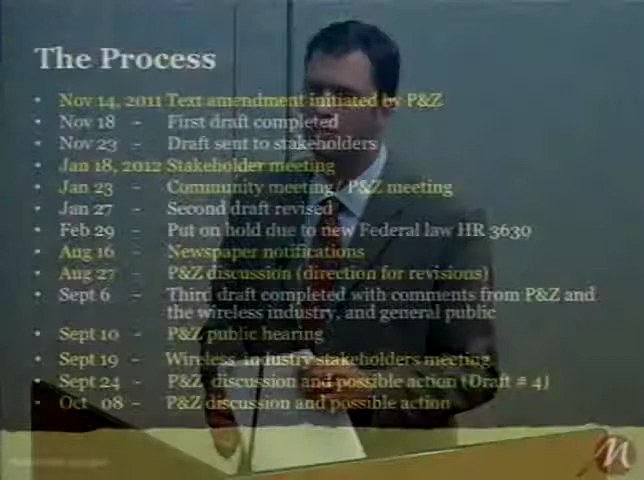 The Process
• Nov 14, 2011 Text amendment initiated by P&Z
• Nov 18 - First draft completed
• Nov 23 - Draft sent to stakeholders
• Jan 18, 2012 Stakeholder meeting
• Jan 23 - Community meeting/ P&Z meeting
• Jan 27 - Second draft revised
• Feb 29 - Put on hold due to new Federal law HR 3630
• Aug 16 - Newspaper notifications
• Aug 27 - P&Z discussion (direction for revisions)
• Sept 6 - Third draft completed with comments from P&Z and
the wireless industry, and general public
• Sept 10 - P&Z public hearing
• Sept 19 - Wireless industry stakeholders meeting
• Sept 24 - P&Z discussion and possible action (Draft # 4)
• Oct 08 - P&Z discussion and possible action